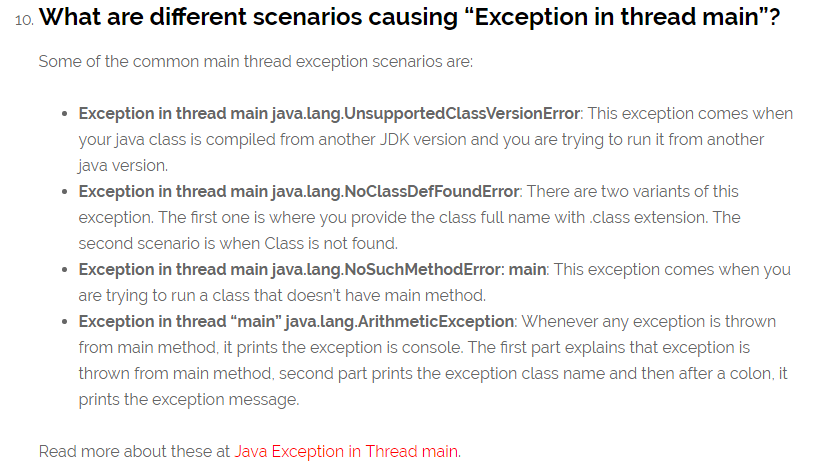 10. What are different scenarios causing “Exception in thread main”?
Some of the common main thread exception scenarios are:
• Exception in thread main java.lang.UnsupportedClassVersionError: This exception comes when
your java class is compiled from another JDK version and you are trying to run it from another
java version.
• Exception in thread main java.lang.NoClassDefFoundError: There are two variants of this
exception. The first one is where you provide the class full name with .class extension. The
second scenario is when Class is not found.
• Exception in thread main java.lang.NoSuchMethodError: main: This exception comes when you
are trying to run a class that doesn’t have main method.
• Exception in thread “main” java.lang.ArithmeticException: Whenever any exception is thrown
from main method, it prints the exception is console. The first part explains that exception is
thrown from main method, second part prints the exception class name and then after a colon, it
prints the exception message.
Read more about these at Java Exception in Thread main.